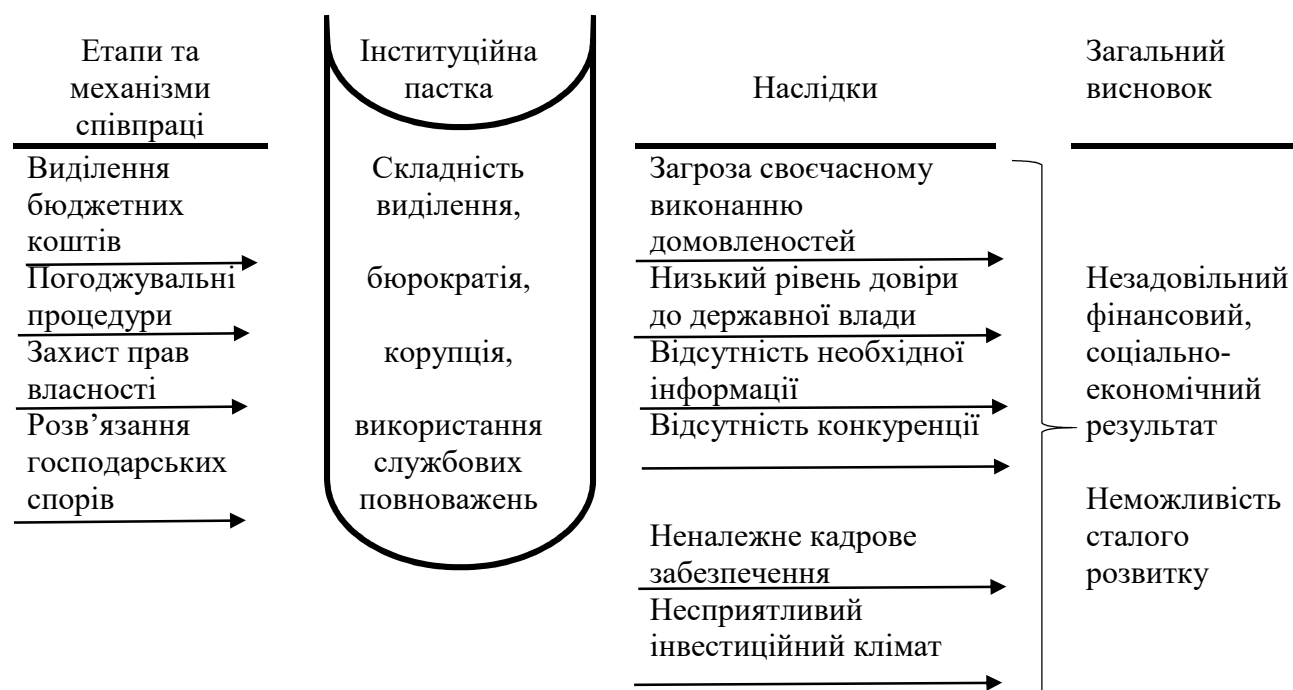 Етапи та
механізми
співпраці
Виділення
бюджетних
коштів
Погоджувальні
процедури
Захист прав
власності
Розв’язання
господарських
спорів
Інституційна
пастка
Складність
виділення,
бюрократія,
корупція,
використання
службових
повноважень
Наслідки
Загроза своєчасному
виконанню
домовленостей
Низький рівень довіри
до державної влади
Відсутність необхідної
інформації
Відсутність конкуренції
Неналежне кадрове
забезпечення
Несприятливий
інвестиційний клімат
Загальний
висновок
Незадовільний
фінансовий,
соціально-
економічний
результат
Неможливість
сталого
розвитку